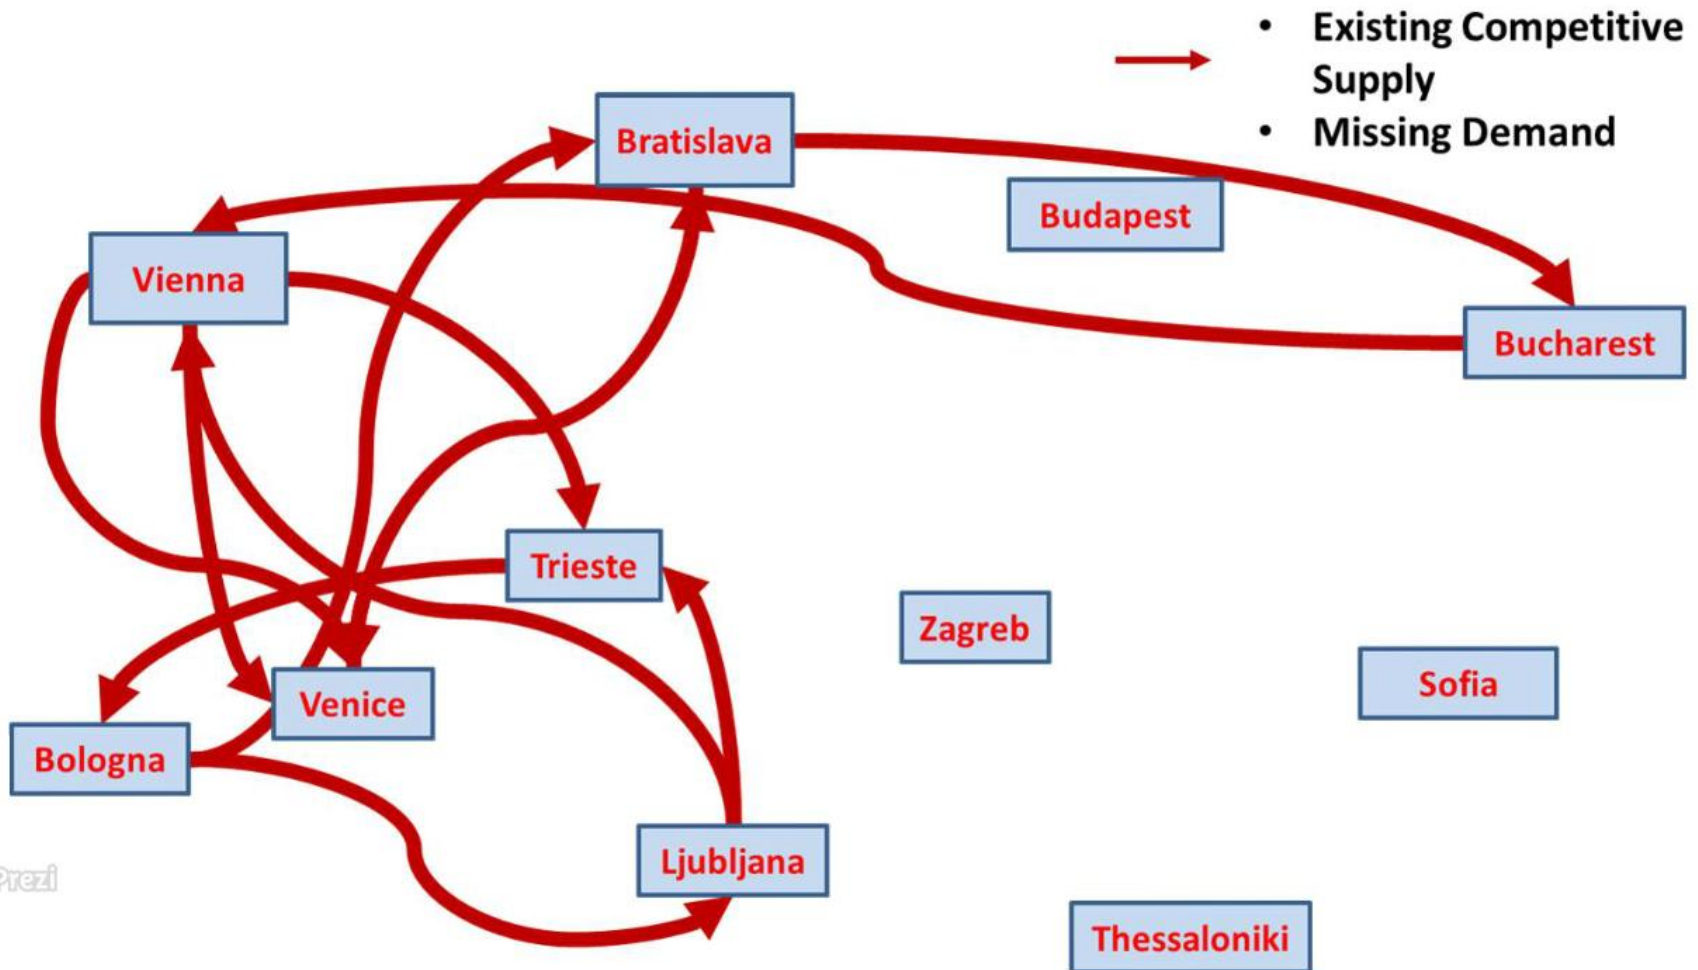 • Existing Competitive
Supply
• Missing Demand
Bratislava
Budapest
Vienna
Bucharest
Trieste
Zagreb
Sofia
Venice
Bologna
Ljubljana
Prezi
Thessaloniki